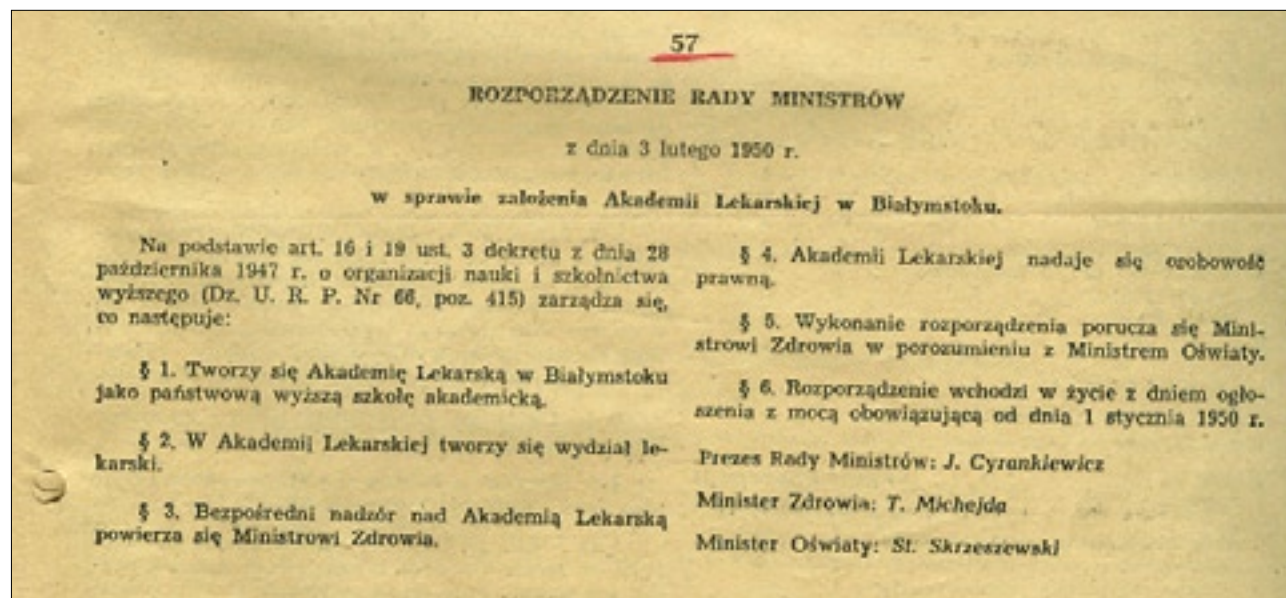 57
ROZPORZĄDZENIE RADY MINISTRÓW
z dnia 3 lutego 1950 r.
w sprawie założenia Akademii Lekarskiej w Białymstoku.
Na podstawie art. 16 i 19 ust. 3 dekretu z dnia 28
października 1947 r. o organizacji nauki i szkolnictwa
wyższego (Dz. U. R. P. Nr 66, poz. 415) zarządza się,
co następuje:
§ 1. Tworzy się Akademię Lekarską w Białymstoku
jako państwową wyższą szkołę akademicką.
§ 2. W Akademii Lekarskiej tworzy się wydział le-
karski.
§ 3. Bezpośredni nadzór nad Akademią Lekarską
powierza się Ministrowi Zdrowia.
§ 4. Akademii Lekarskiej nadaje się osobowość
prawną.
§ 5. Wykonanie rozporządzenia porucza się Mini-
strowi Zdrowia w porozumieniu z Ministrem Oświaty.
§ 6. Rozporządzenie wchodzi w życie z dniem ogło-
szenia z mocą obowiązującą od dnia 1 stycznia 1950 r.
Prezes Rady Ministrów: J. Cyrankiewicz
Minister Zdrowia: T. Michejda
Minister Oświaty: St. Skrzeszewski